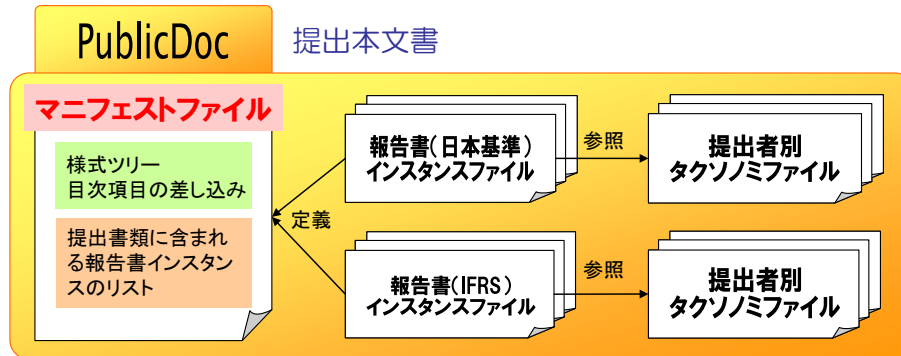 PublicDoc
提出本文書
マニフェストファイル
様式ツリー
目次項目の差し込み
提出書類に含まれ
る報告書インスタン
スのリスト
定義
報告書(日本基準)
インスタンスファイル
参照
提出者別
タクソノミファイル
報告書(IFRS)
インスタンスファイル
参照
提出者別
タクソノミファイル